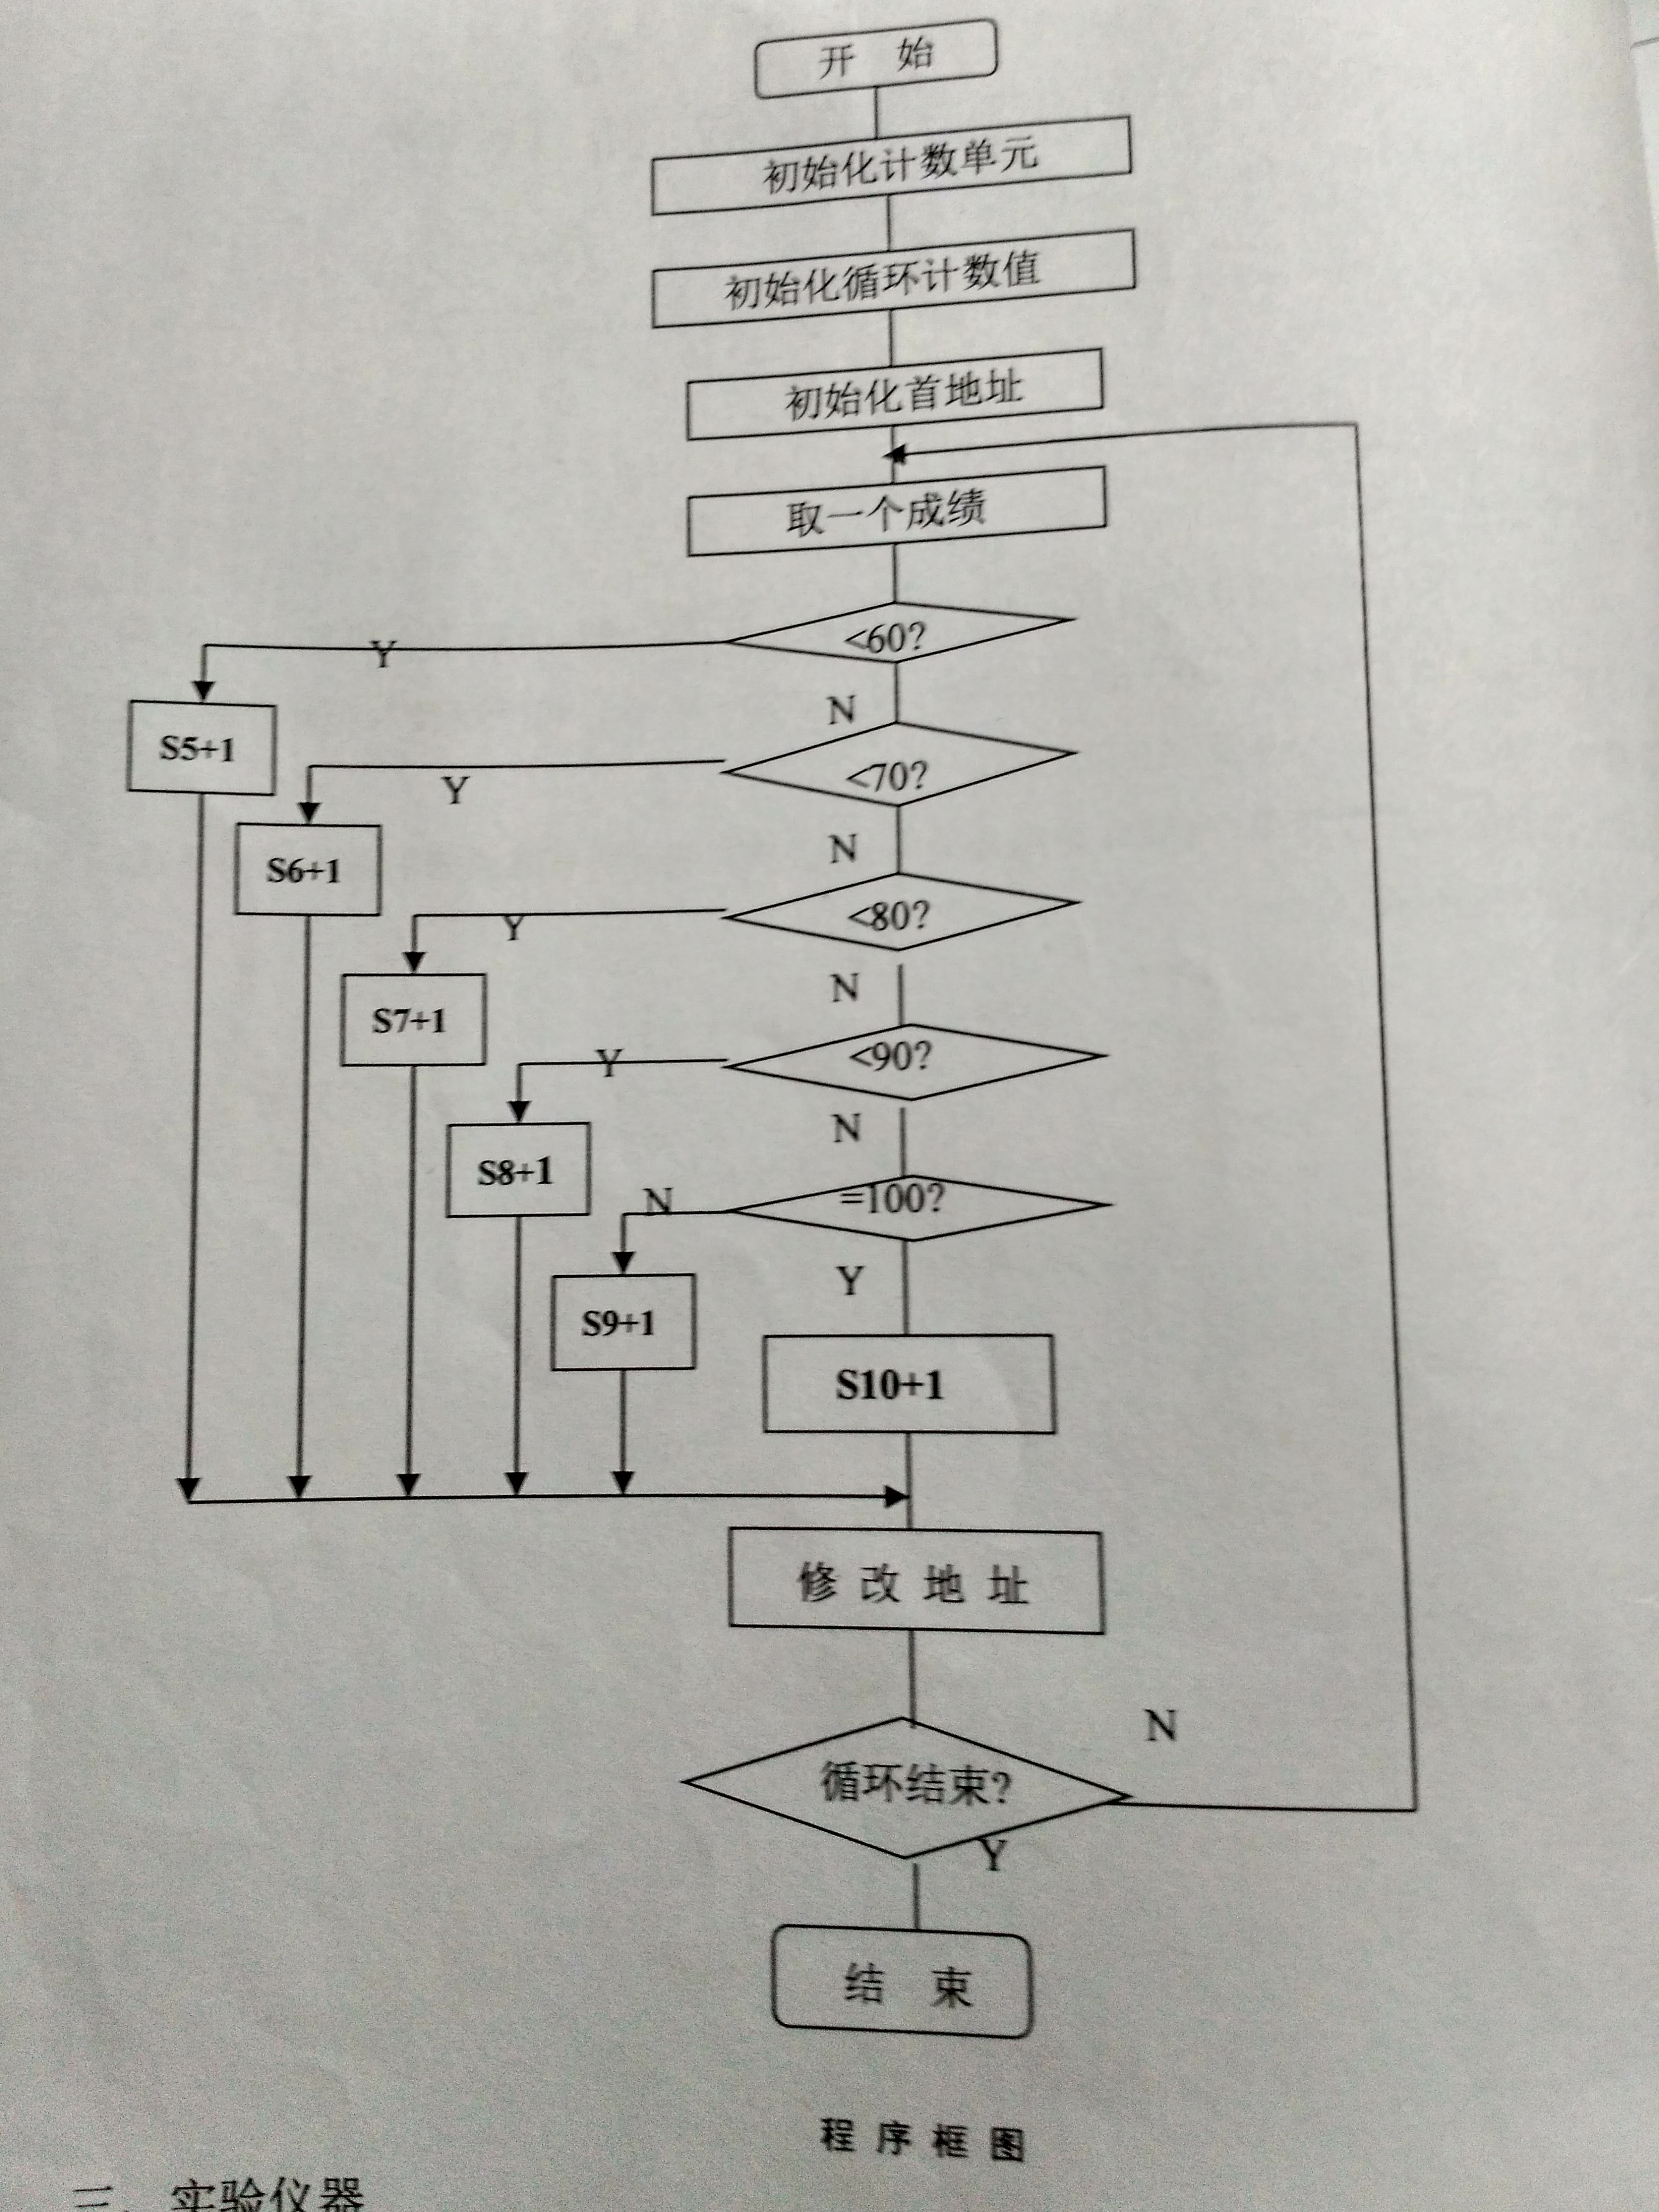 开 始
初始化计数单元
初始化循环计数值
初始化首地址
取一个成绩
<60?
Y
N
S5+1
<70?
Y
N
S6+1
<80?
Y
N
S7+1
<90?
Y
N
S8+1
=100?
N
Y
S9+1
S10+1
修 改 地 址
N
循环结束?
Y
结 束
程 序 框 图
三、实验仪器